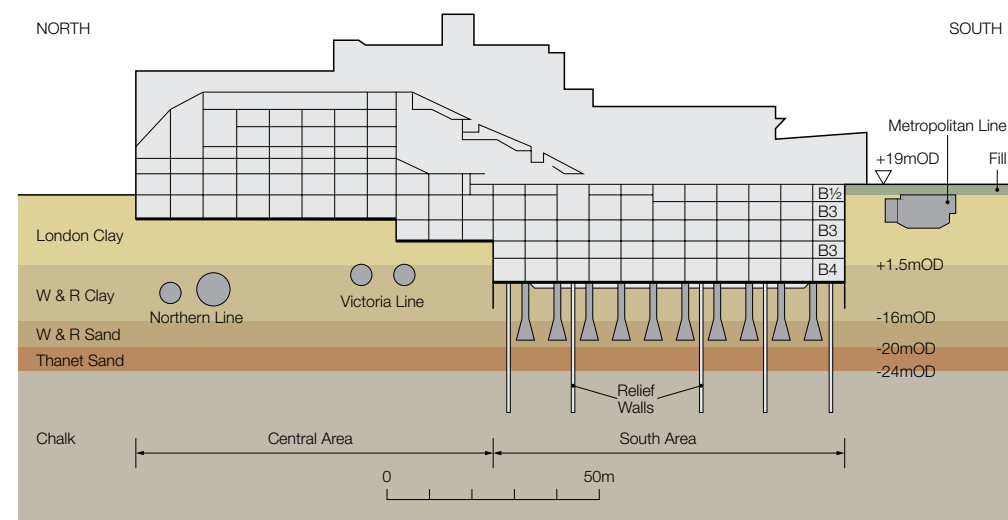 NORTH
SOUTH
Metropolitan Line
+19mOD
Fill
B½
B3
B3
B3
B4
London Clay
+1.5mOD
W & R Clay
Northern Line
Victoria Line
-16mOD
W & R Sand
-20mOD
Thanet Sand
-24mOD
Relief
Walls
Chalk
Central Area
South Area
0
50m